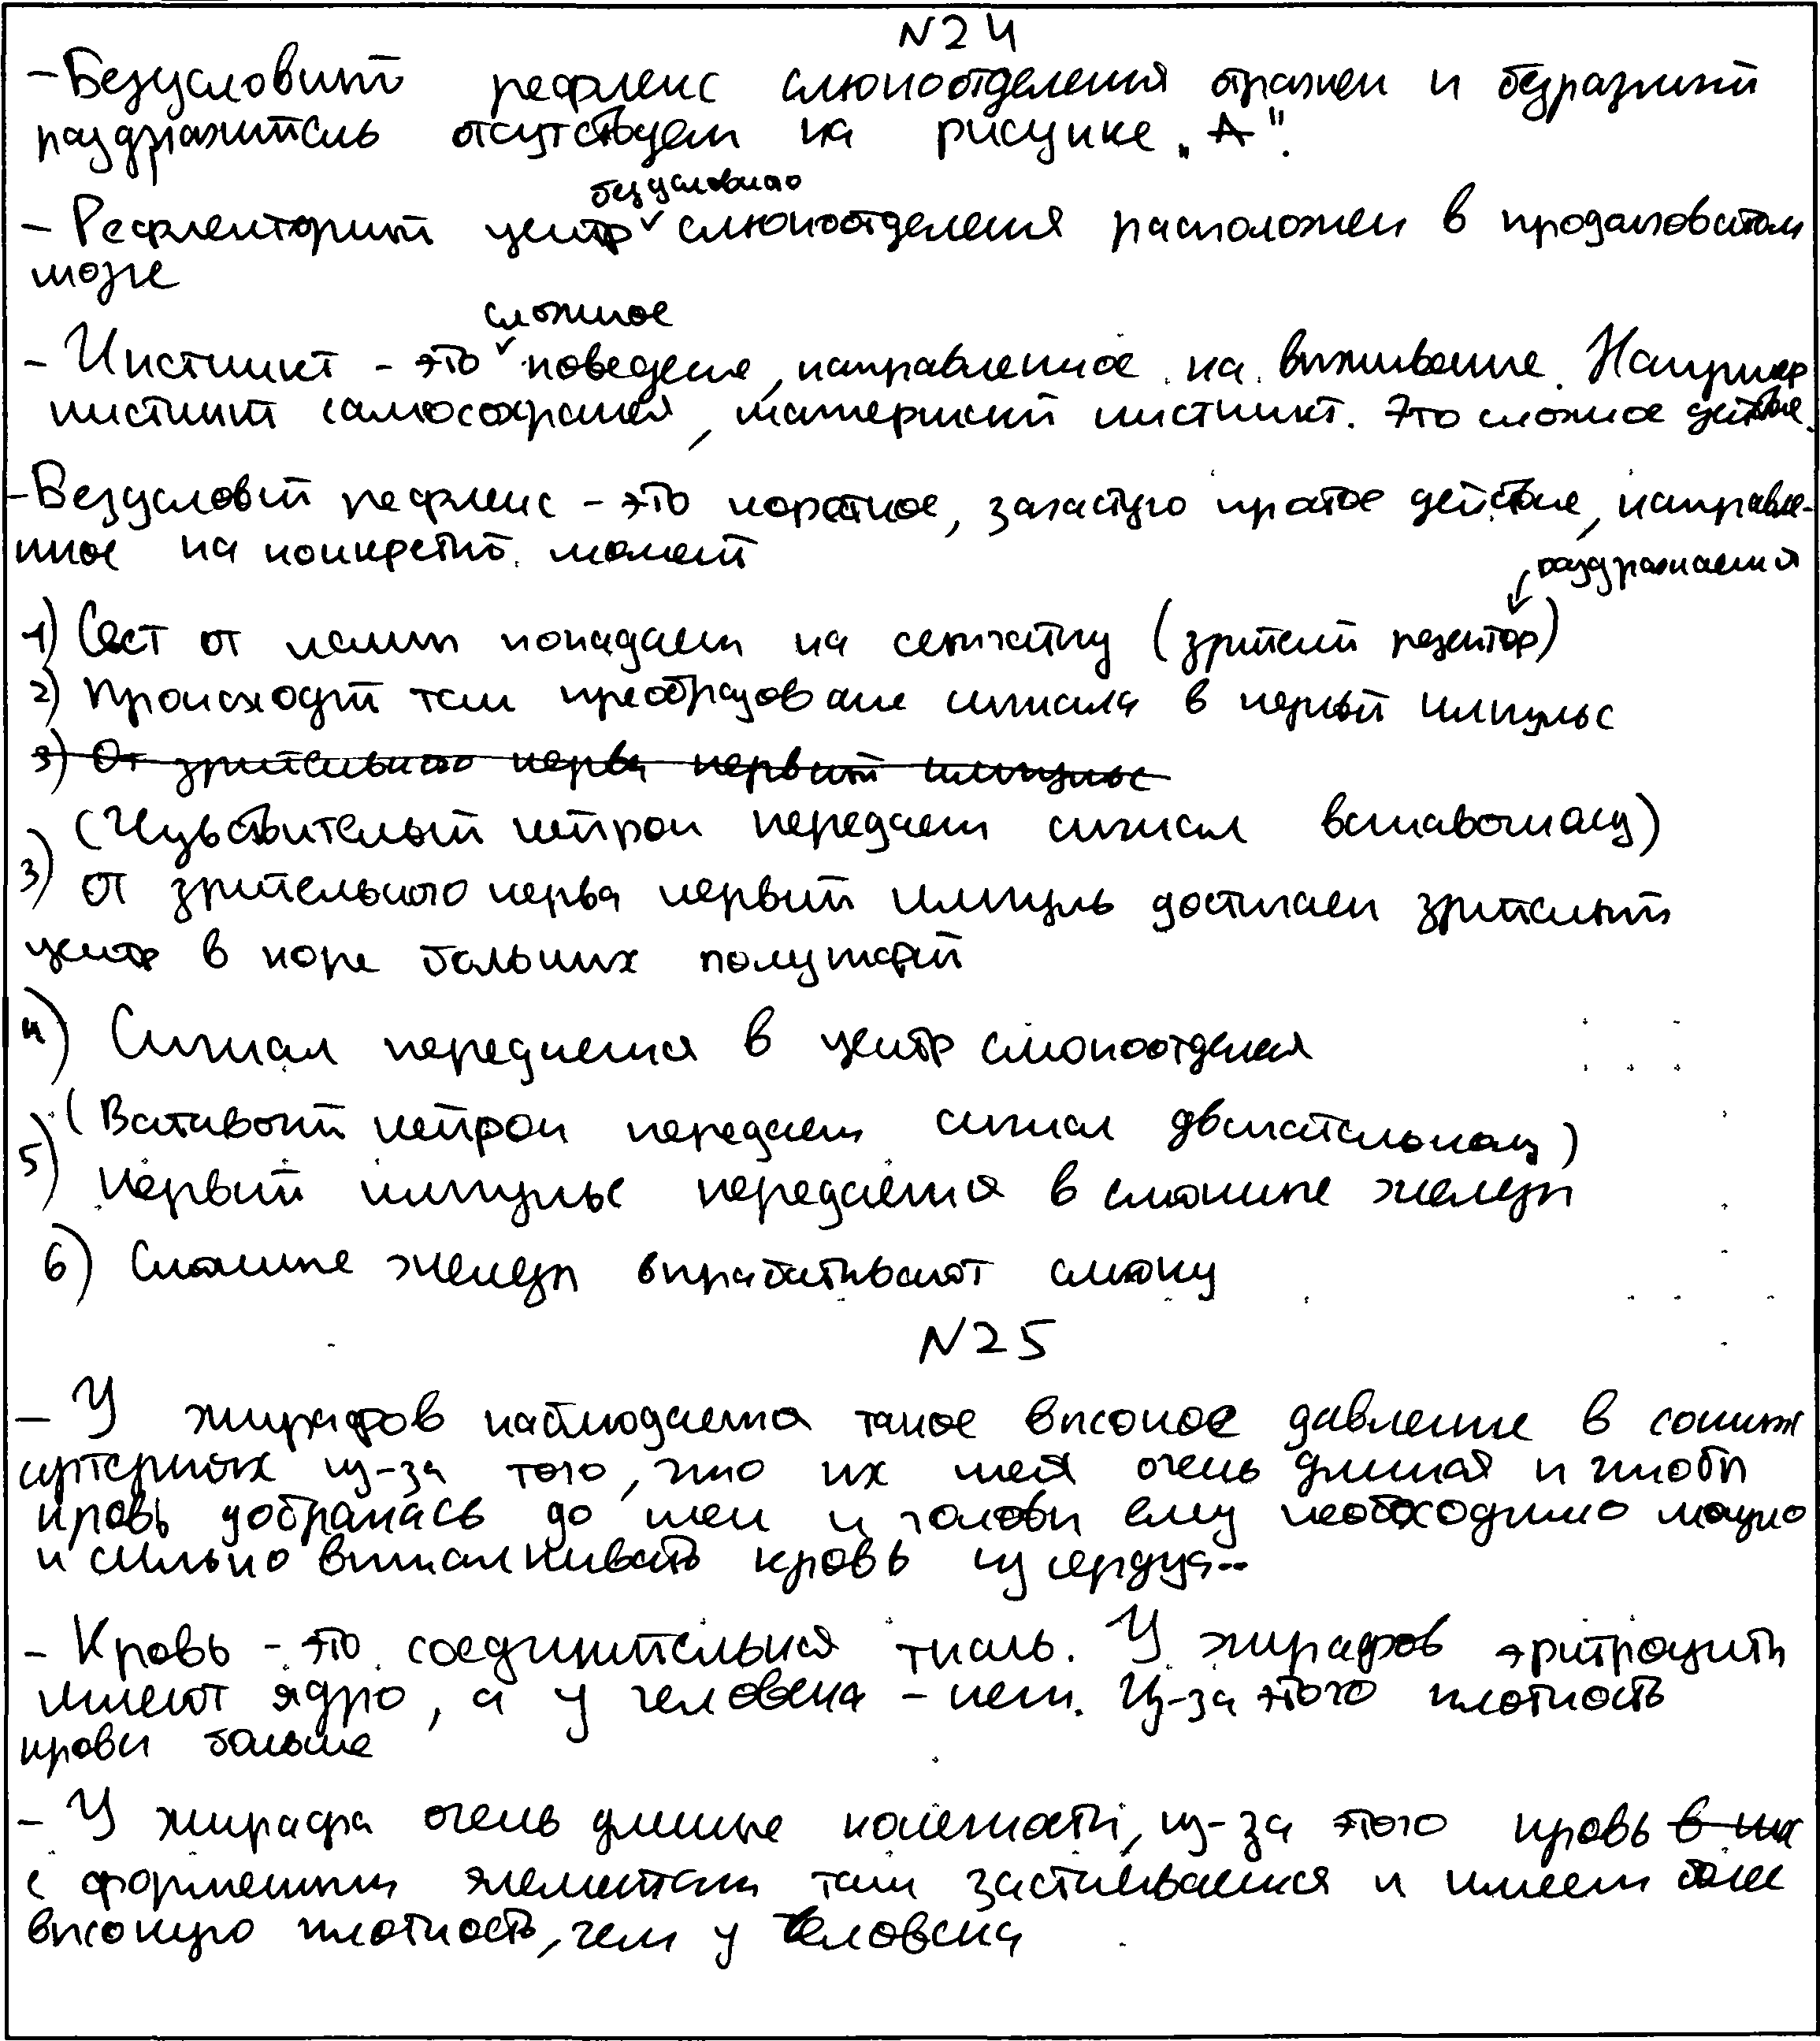 N24
- Безусловный рефлекс слюноотделения отражен и безразличный
раздражитель отсутствует на рисунке „А".
безусловного
- Рефлекторный центр ✓ слюноотделения расположен в продолговатом
мозге
сложное
- Инстинкт - это ✓ поведение, направленное на выживание. Например
инстинкт самосохранения, материнский инстинкт. Это сложное действие.
- Безусловный рефлекс - это короткое, зачастую простое действие, направле-
нное на конкретный момент
раздражения
1) Свет от лампы попадает на сетчатку (зрительный рецептор)
2) Происходит там преобразование сигнала в нервный импульс
3) От зрительного нерва нервный импульс
(Чувствительный нейрон передает сигнал вставочному)
3) От зрительного нерва нервный импульс достигает зрительный
центр в коре больших полушарий
4) Сигнал передается в центр слюноотделения
(Вставочный нейрон передает сигнал двигательному)
5) Нервный импульс передается в слюнные железы
6) Слюнные железы вырабатывают слюну
N25
- У жирафов наблюдается такое высокое давление в сонных
артериях из-за того, что их шея очень длинная и чтобы
кровь добралась до шеи и головы ему необходимо мощно
и сильно выталкивать кровь из сердца
- Кровь - это соединительная ткань. У жирафов эритроциты
имеют ядро, а у человека - нет. Из-за этого плотность
крови больше
- У жирафа очень длинные конечности, из-за этого кровь в них
с форменными элементами там застаивается и имеет более
высокую плотность, чем у человека